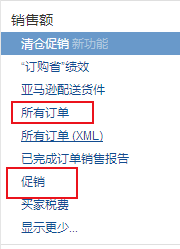 销售额
清仓促销 新功能
“订购省”绩效
亚马逊配送货件
所有订单
所有订单 (XML)
已完成订单销售报告
促销
买家税费
显示更少...